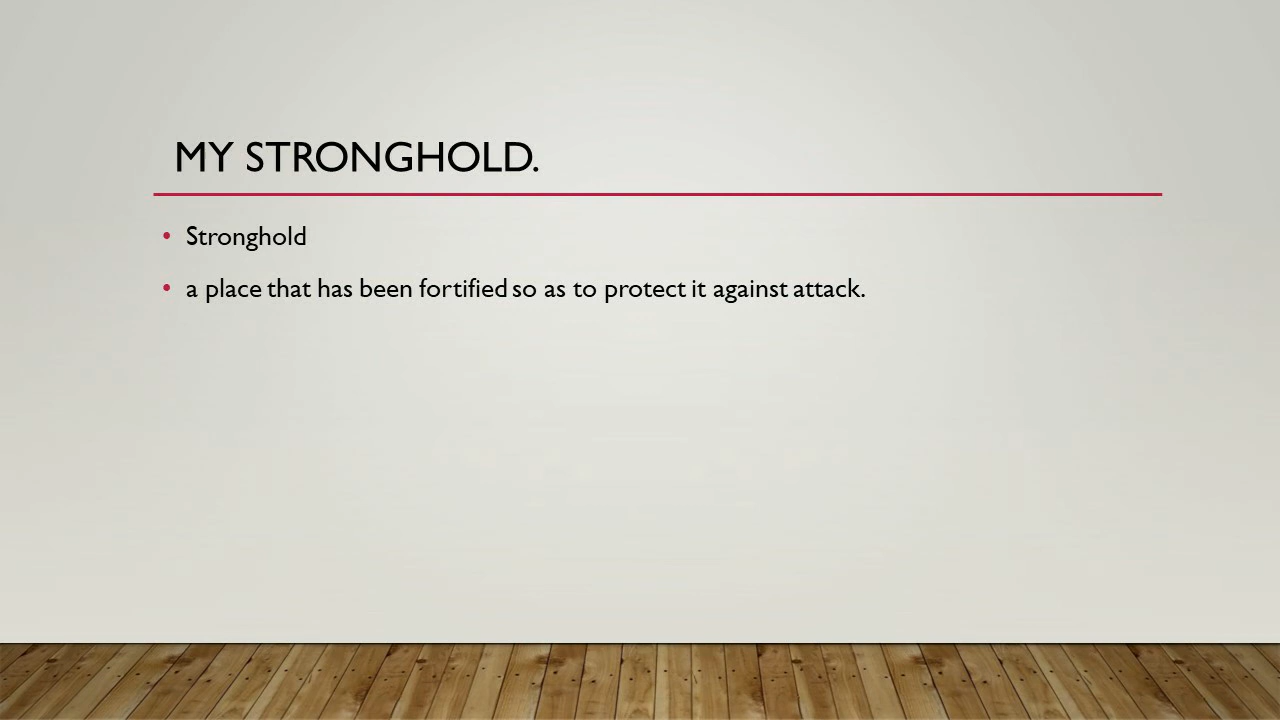 MY STRONGHOLD.
• Stronghold
• a place that has been fortified so as to protect it against attack.